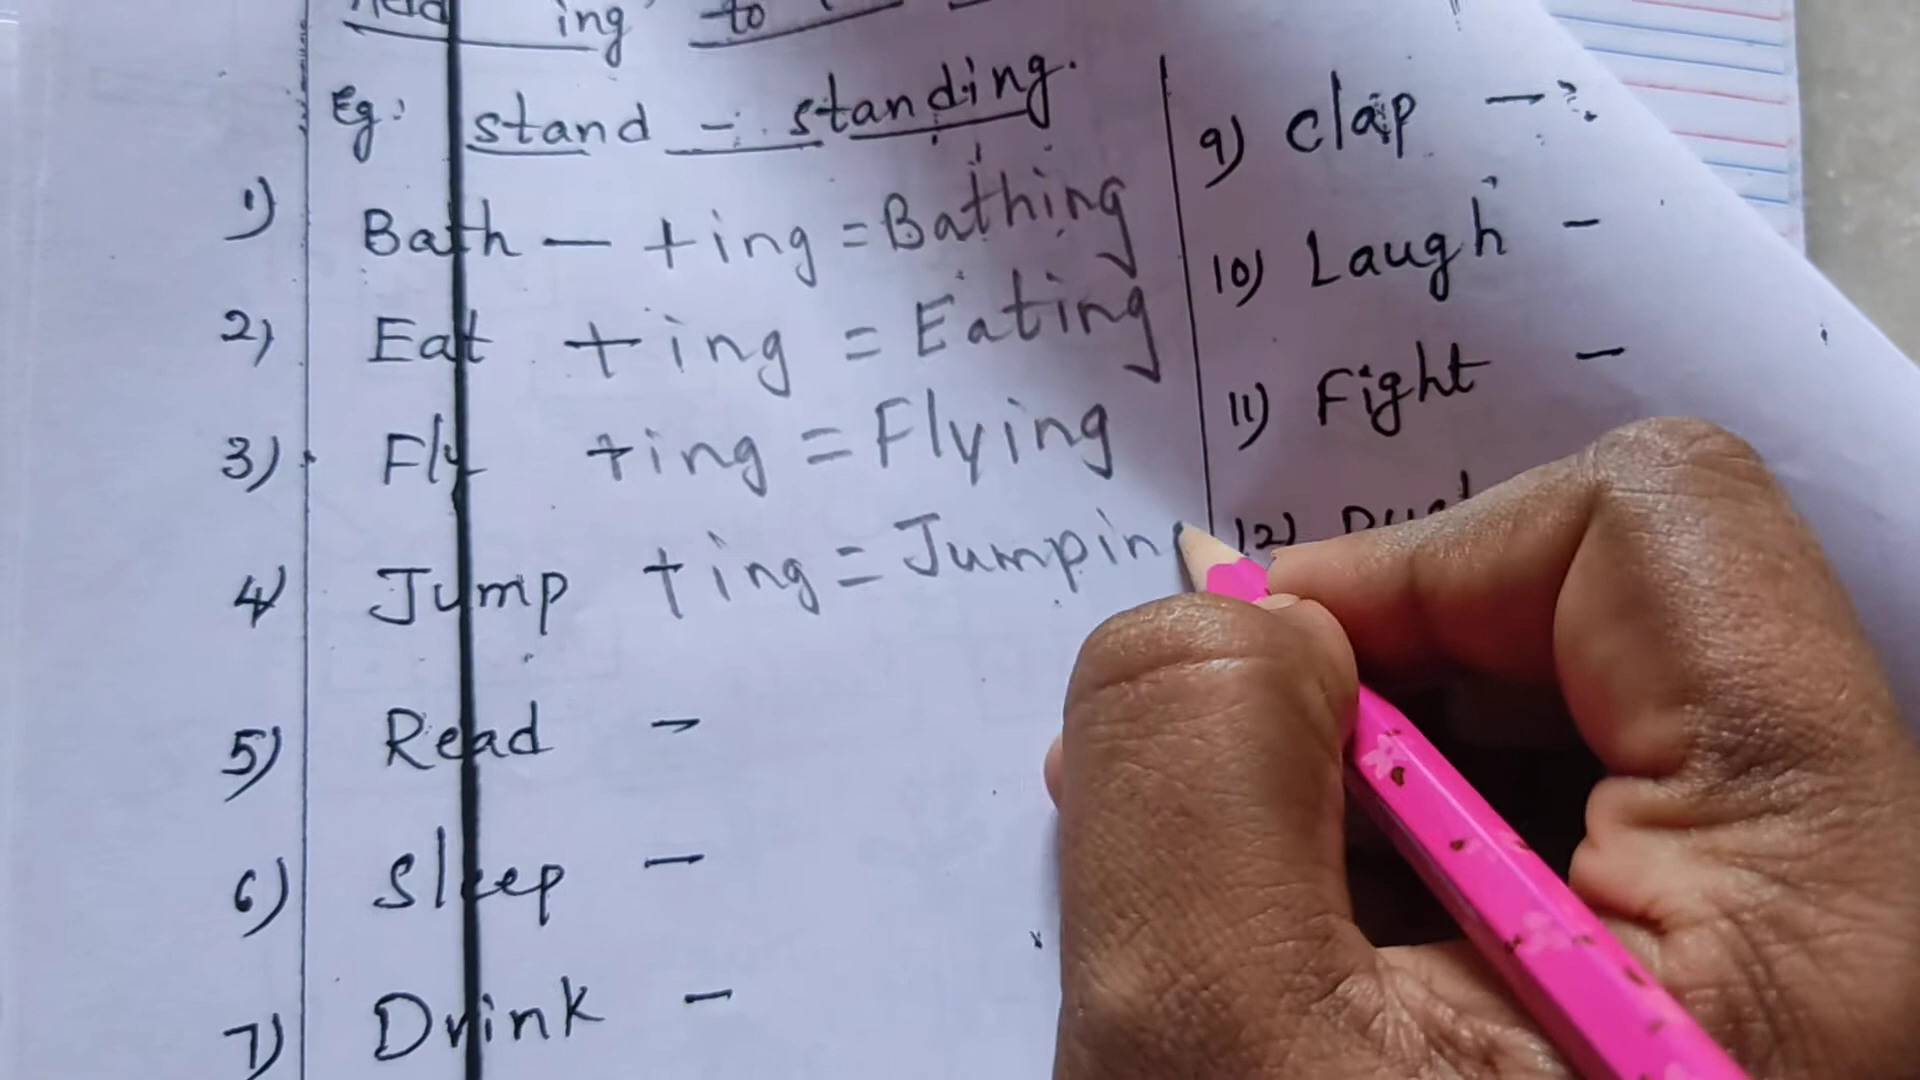 ing to
Eg: stand - standing.
1) Bath — + ing = Bathing
2) Eat + ing = Eating
3) Fly + ing = Flying
4) Jump + ing = Jumping
5) Read -
6) Sleep -
7) Drink -
9) Clap - ?
10) Laugh -
11) Fight -
12)